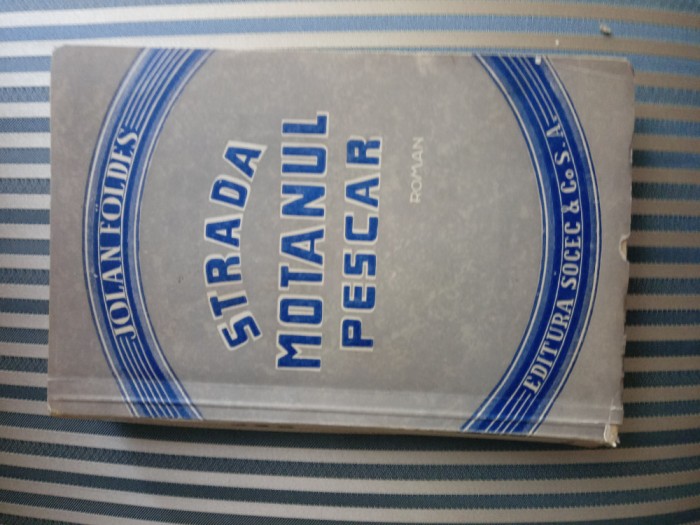 JOLAN FÖLDES
STRADA
MOTANUL
PESCAR
ROMAN
EDITURA SOCEC & Co S.A.